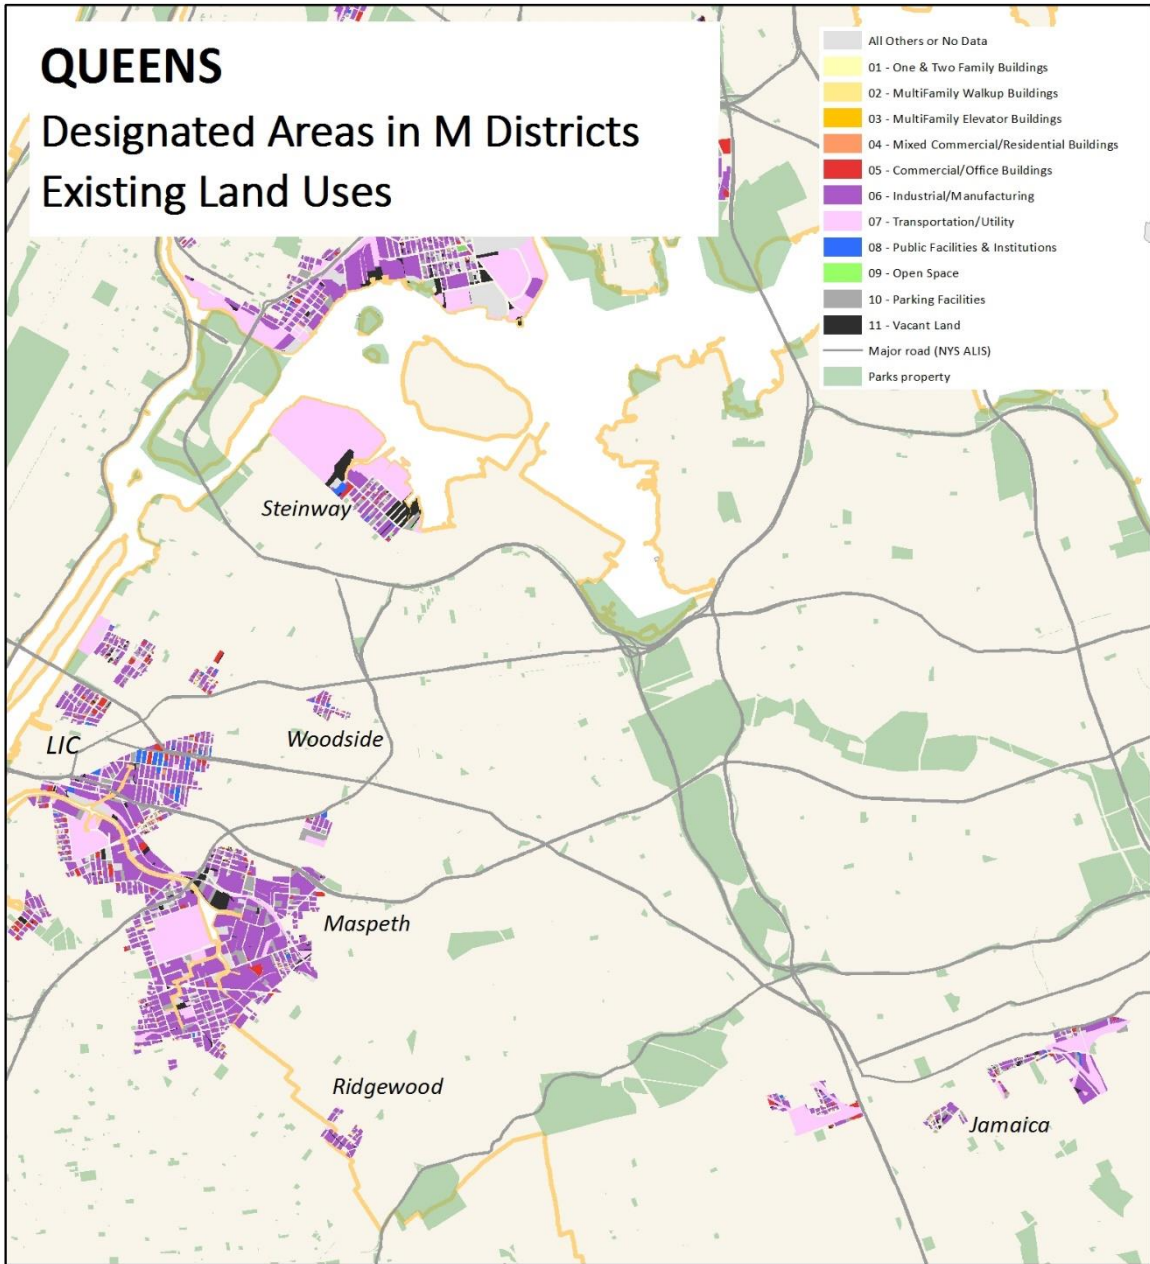 QUEENS
Designated Areas in M Districts
Existing Land Uses
All Others or No Data
01 - One & Two Family Buildings
02 - MultiFamily Walkup Buildings
03 - MultiFamily Elevator Buildings
04 - Mixed Commercial/Residential Buildings
05 - Commercial/Office Buildings
06 - Industrial/Manufacturing
07 - Transportation/Utility
08 - Public Facilities & Institutions
09 - Open Space
10 - Parking Facilities
11 - Vacant Land
Major road (NYS ALIS)
Parks property
Steinway
LIC
Woodside
Maspeth
Ridgewood
Jamaica